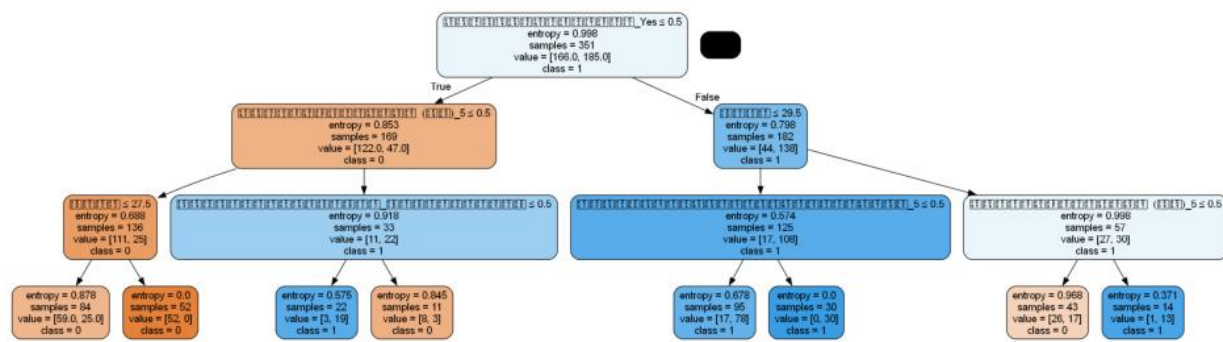 _Yes ≤ 0.5
entropy = 0.998
samples = 351
value = [166.0, 185.0]
class = 1
True
False
_5 ≤ 0.5
entropy = 0.853
samples = 169
value = [122.0, 47.0]
class = 0
≤ 29.5
entropy = 0.798
samples = 182
value = [44, 138]
class = 1
≤ 27.5
entropy = 0.688
samples = 136
value = [111, 25]
class = 0
≤ 0.5
entropy = 0.918
samples = 33
value = [11, 22]
class = 1
_5 ≤ 0.5
entropy = 0.574
samples = 125
value = [17, 108]
class = 1
_5 ≤ 0.5
entropy = 0.998
samples = 57
value = [27, 30]
class = 1
entropy = 0.878
samples = 84
value = [59.0, 25.0]
class = 0
entropy = 0.0
samples = 52
value = [52, 0]
class = 0
entropy = 0.575
samples = 22
value = [3, 19]
class = 1
entropy = 0.845
samples = 11
value = [8, 3]
class = 0
entropy = 0.678
samples = 95
value = [17, 78]
class = 1
entropy = 0.0
samples = 30
value = [0, 30]
class = 1
entropy = 0.968
samples = 43
value = [26, 17]
class = 0
entropy = 0.371
samples = 14
value = [1, 13]
class = 1